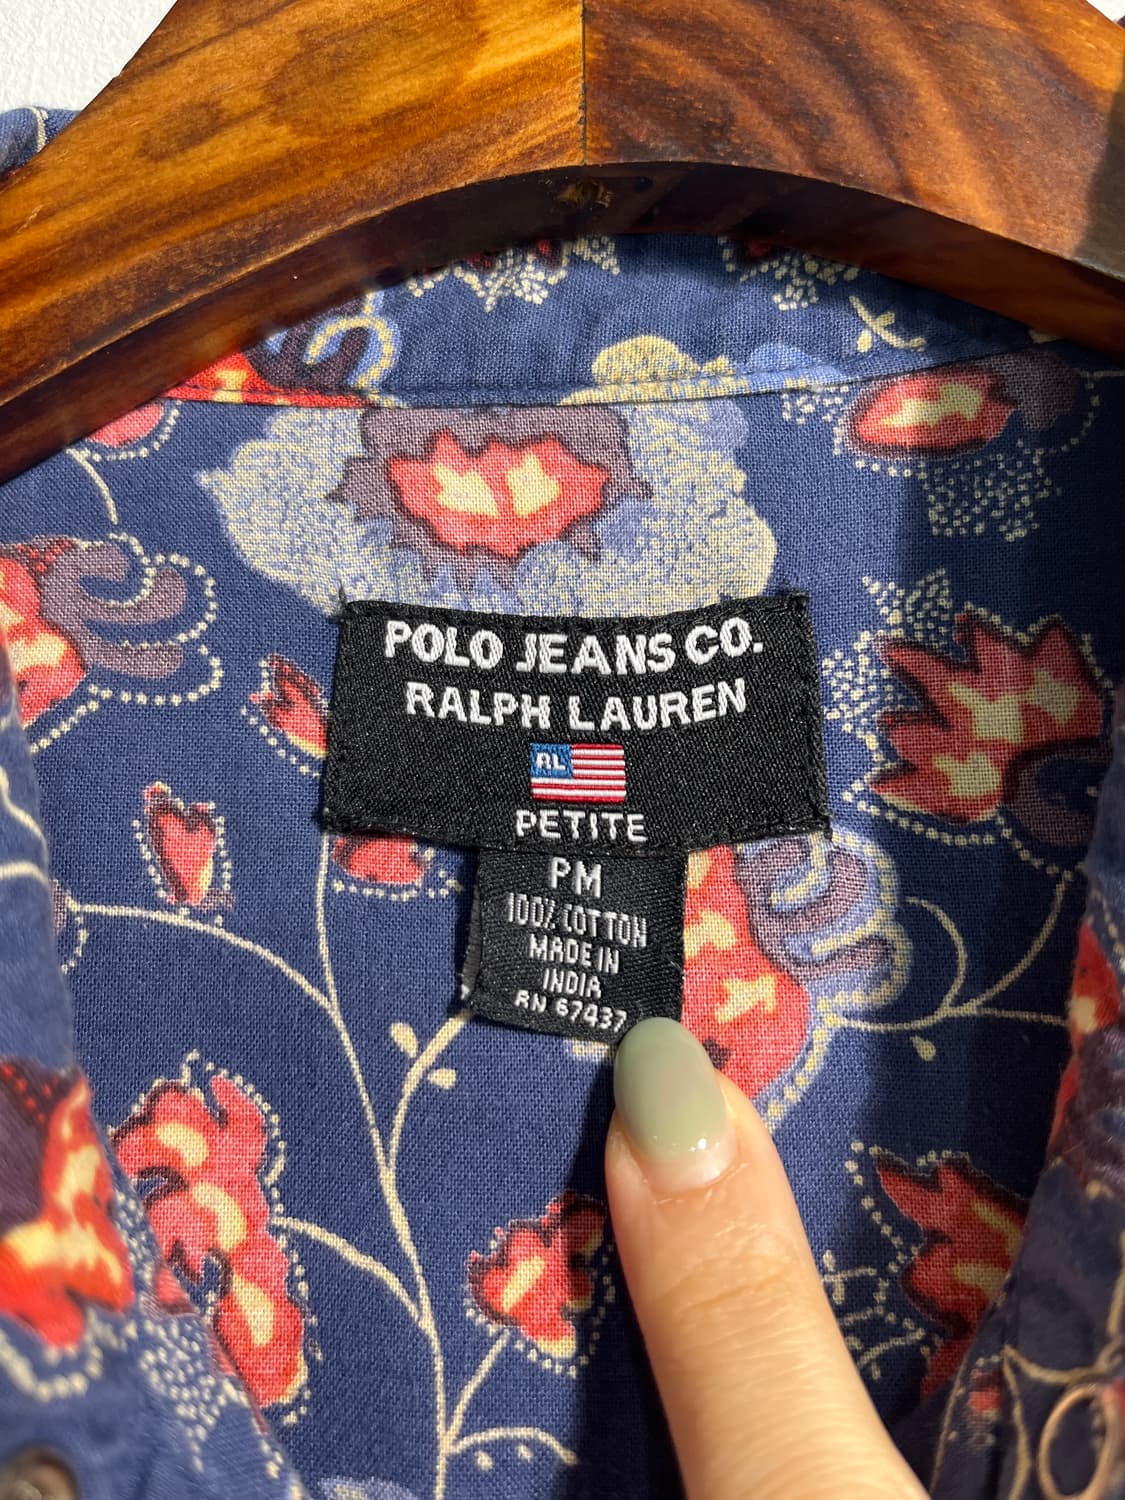 POLO JEANS CO.
RALPH LAUREN
RL
PETITE
PM
100% COTTON
MADE IN
INDIA
RN 67437